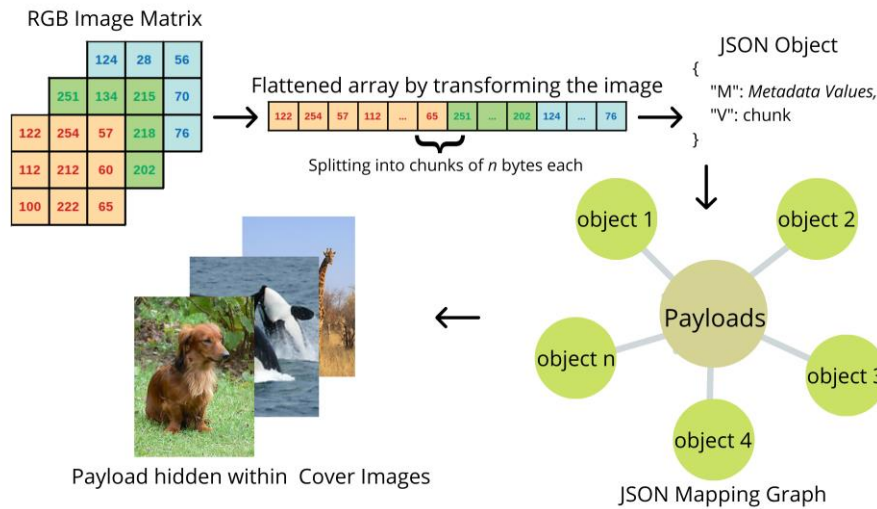 RGB Image Matrix
124 28 56
251 134 215 70
122 254 57 218 76
112 212 60 202
100 222 65
Flattened array by transforming the image
122 254 57 112 ... 65 251 ... 202 124 ... 76
Splitting into chunks of n bytes each
JSON Object
{
"M": Metadata Values,
"V": chunk
}
object 1
object 2
Payloads
object n
object 3
object 4
JSON Mapping Graph
Payload hidden within Cover Images